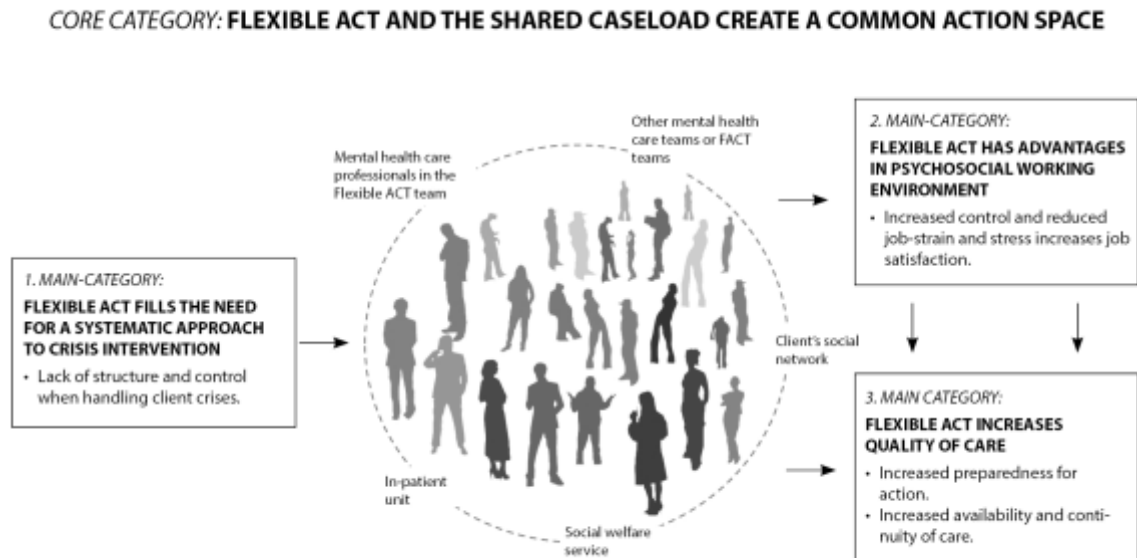 CORE CATEGORY: FLEXIBLE ACT AND THE SHARED CASELOAD CREATE A COMMON ACTION SPACE
1. MAIN-CATEGORY:
FLEXIBLE ACT FILLS THE NEED
FOR A SYSTEMATIC APPROACH
TO CRISIS INTERVENTION
• Lack of structure and control
when handling client crises.
Mental health care
professionals in the
Flexible ACT team
Other mental health
care teams or FACT
teams
Client's social
network
In-patient
unit
Social welfare
service
2. MAIN-CATEGORY:
FLEXIBLE ACT HAS ADVANTAGES
IN PSYCHOSOCIAL WORKING
ENVIRONMENT
• Increased control and reduced
job-strain and stress increases job
satisfaction.
3. MAIN CATEGORY:
FLEXIBLE ACT INCREASES
QUALITY OF CARE
• Increased preparedness for
action.
• Increased availability and conti-
nuity of care.